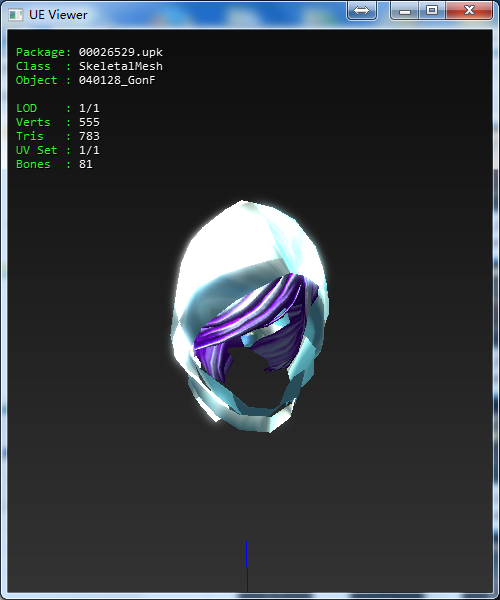 UE Viewer
Package: 00026529.upk
Class : SkeletalMesh
Object : 040128_GonF
LOD : 1/1
Verts : 555
Tris : 783
UV Set : 1/1
Bones : 81